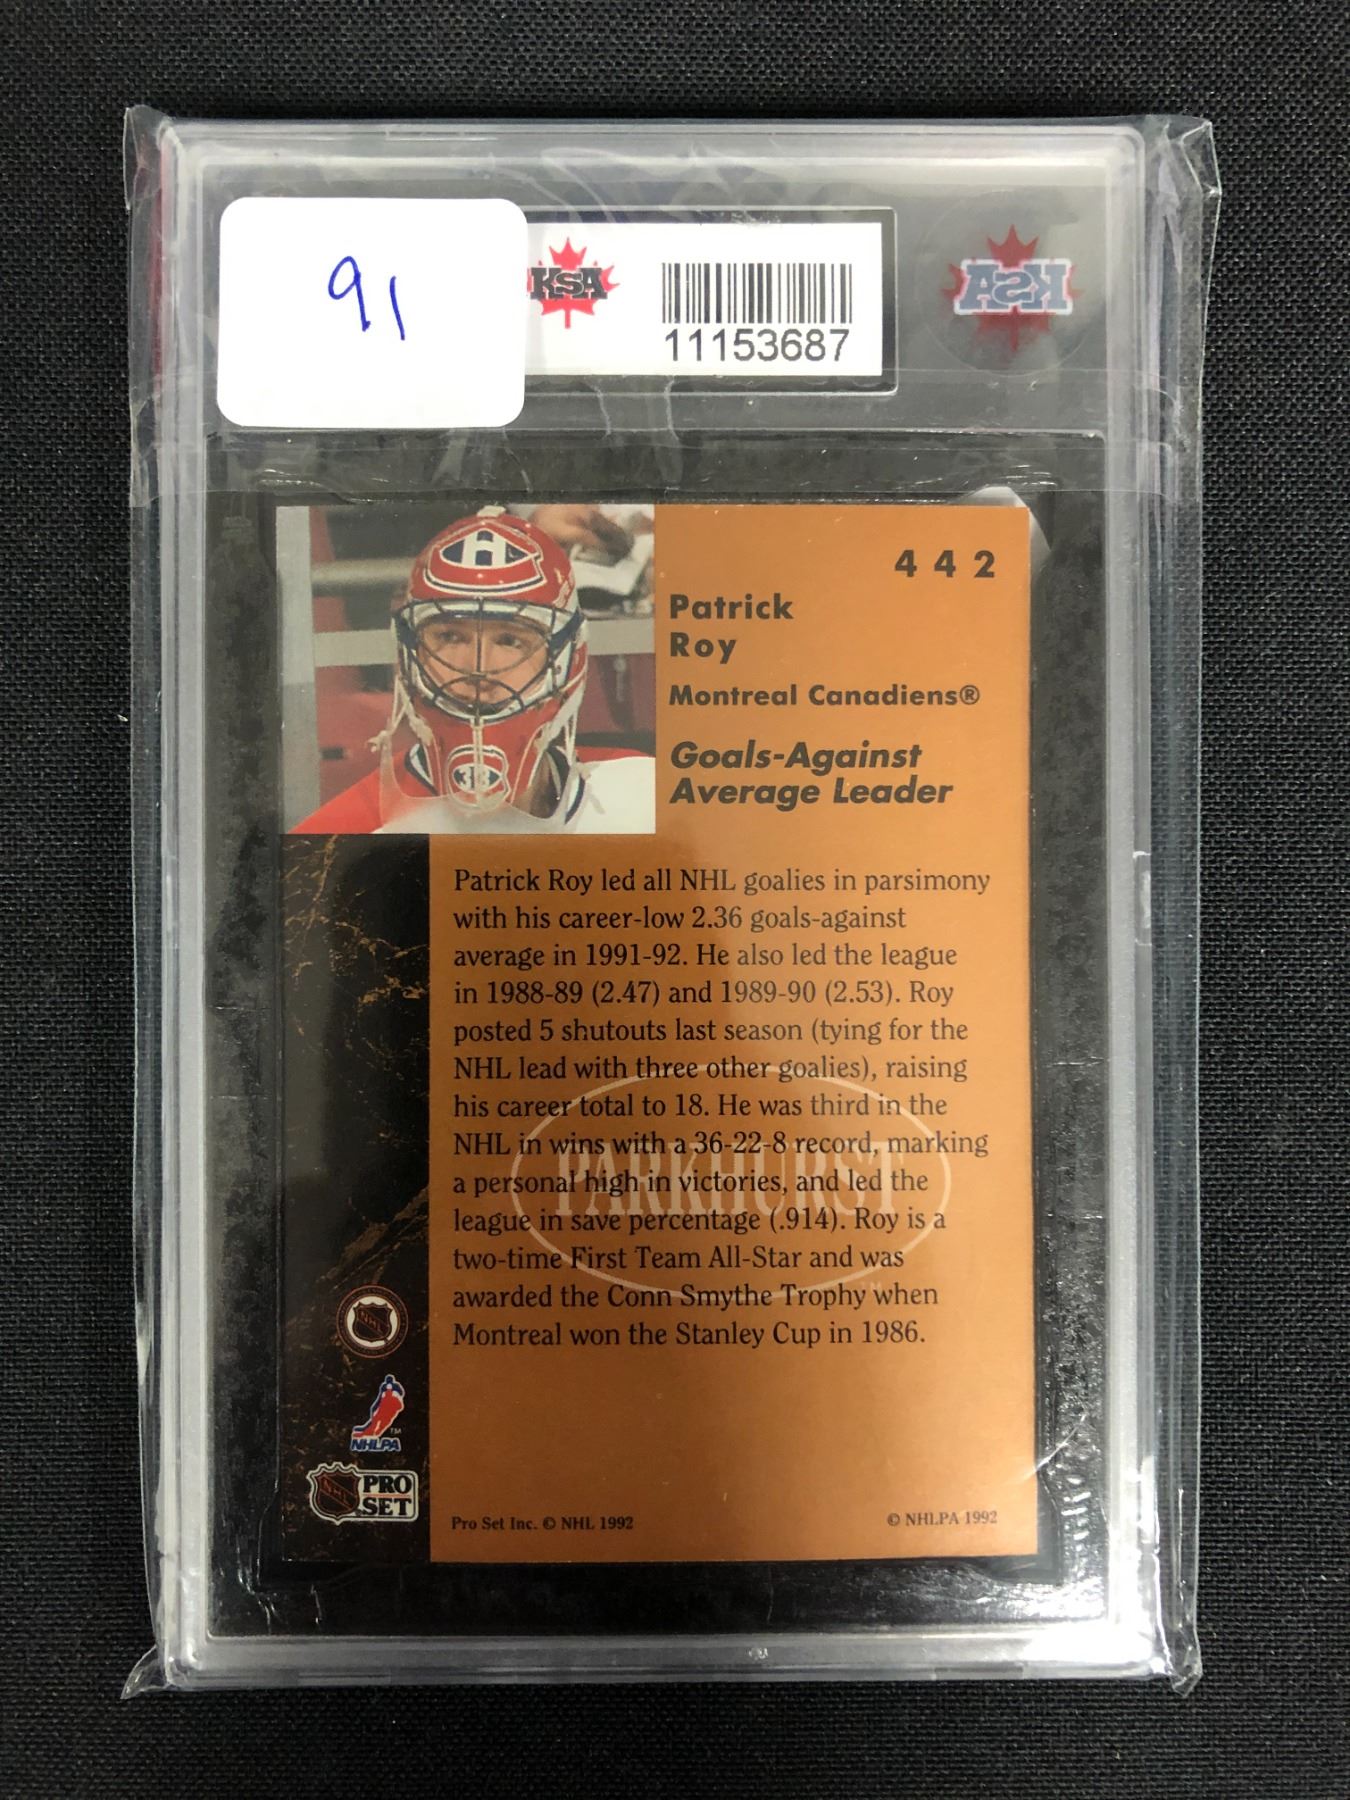 91
KSA
KSA
11153687
442
Patrick
Roy
Montreal Canadiens®
Goals-Against
Average Leader
33
Patrick Roy led all NHL goalies in parsimony
with his career-low 2.36 goals-against
average in 1991-92. He also led the league
in 1988-89 (2.47) and 1989-90 (2.53). Roy
posted 5 shutouts last season (tying for the
NHL lead with three other goalies), raising
his career total to 18. He was third in the
NHL in wins with a 36-22-8 record, marking
a personal high in victories, and led the
league in save percentage (.914). Roy is a
two-time First Team All-Star and was
awarded the Conn Smythe Trophy when
Montreal won the Stanley Cup in 1986.
PARKHURST
TM
NHL
NHLPA TM
NHL PRO
SET
Pro Set Inc. © NHL 1992
© NHLPA 1992